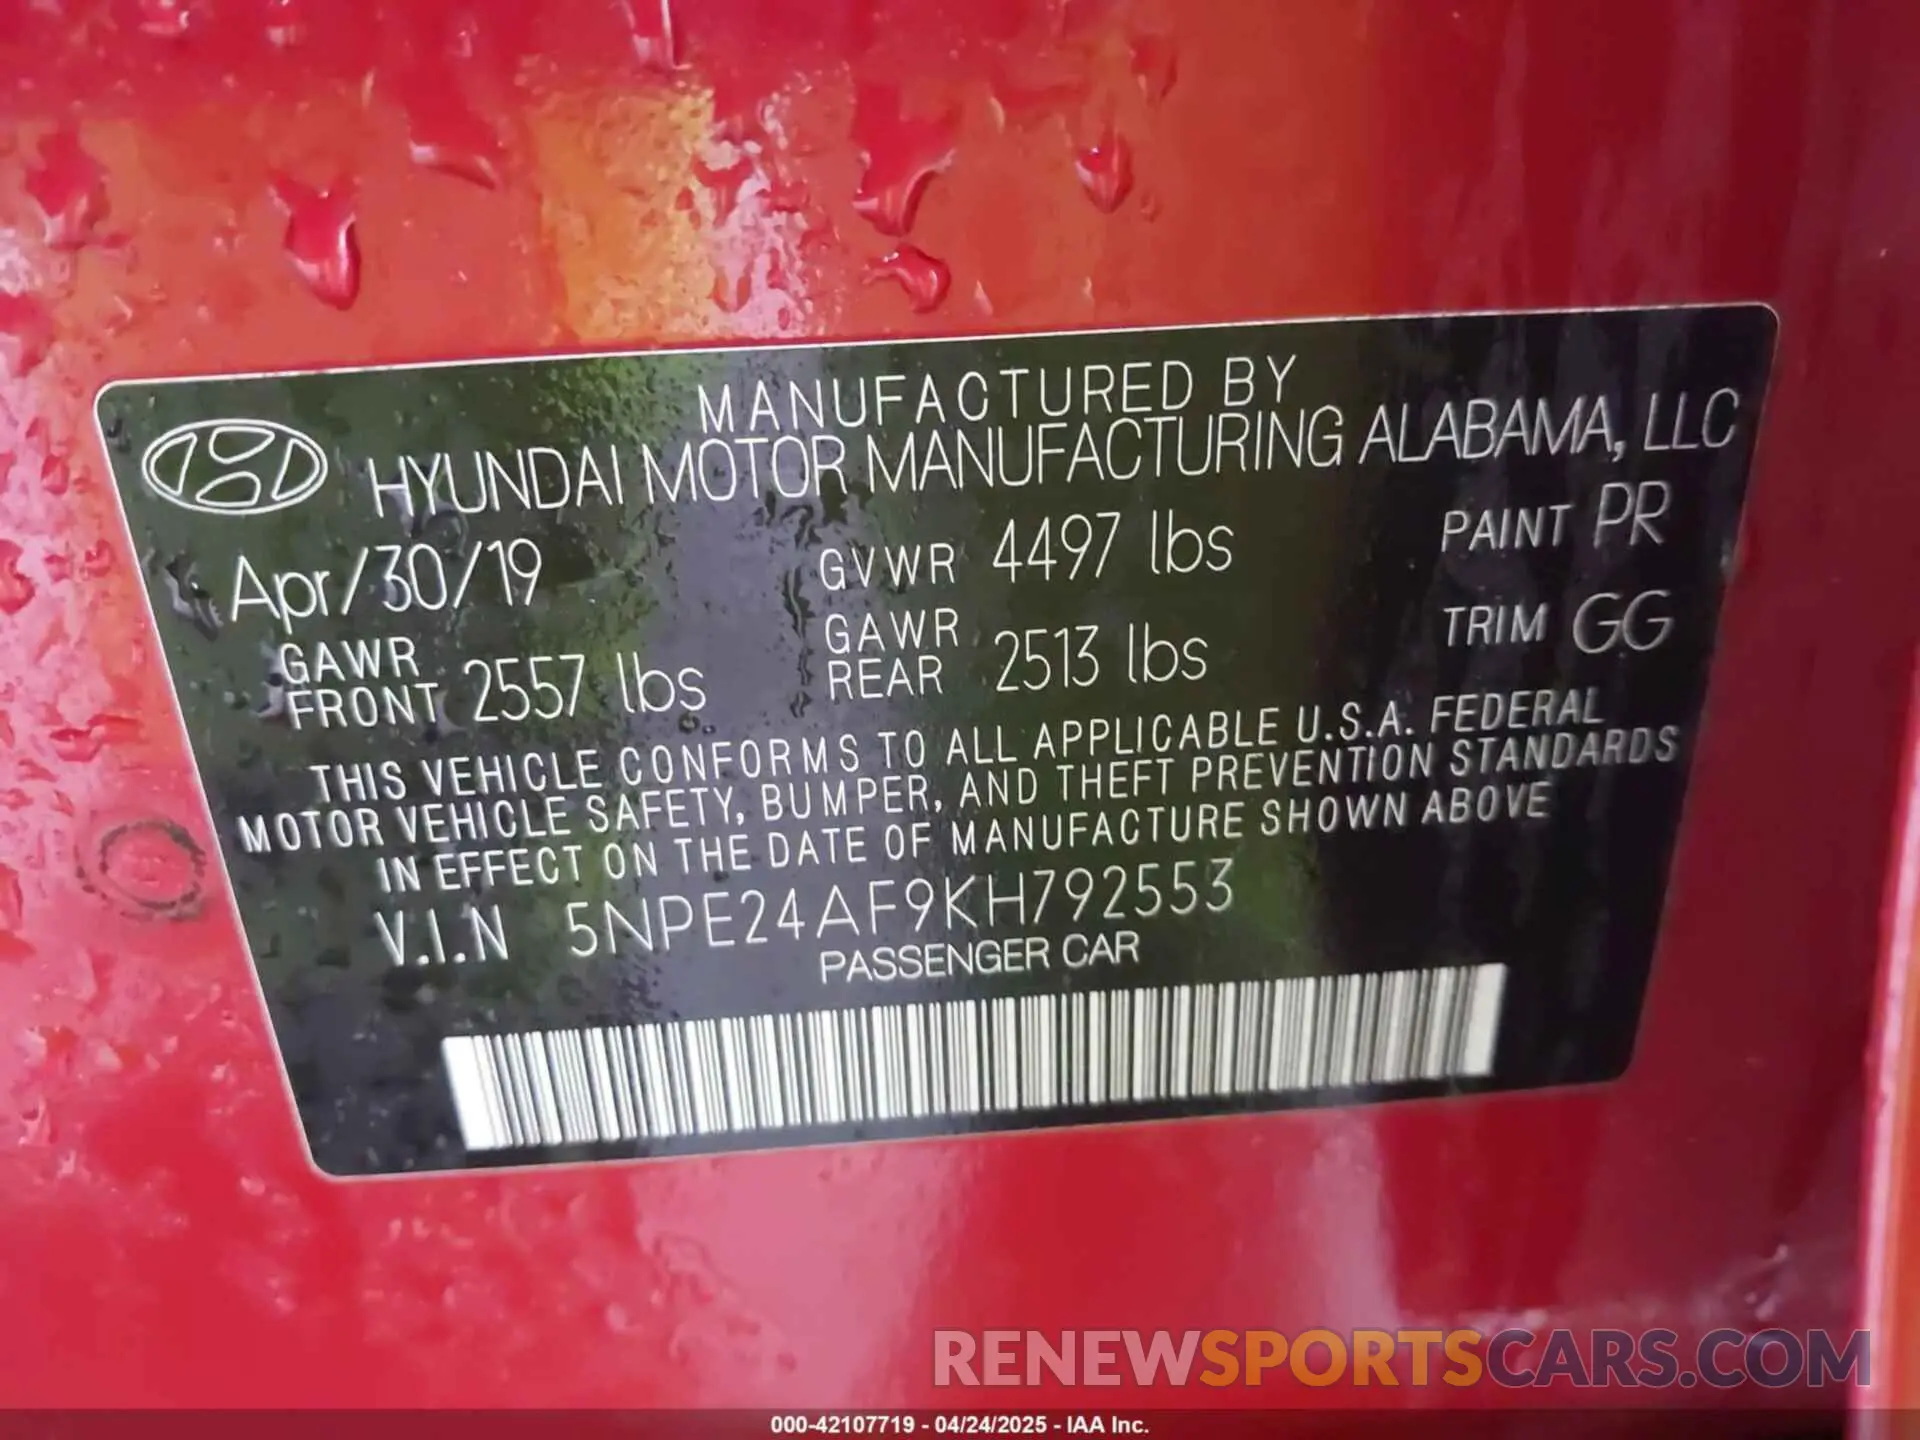 MANUFACTURED BY
HYUNDAI MOTOR MANUFACTURING ALABAMA, LLC
Apr/30/19 GVWR 4497 lbs PAINT PR
GAWR FRONT 2557 lbs GAWR REAR 2513 lbs TRIM GG
THIS VEHICLE CONFORMS TO ALL APPLICABLE U.S.A. FEDERAL
MOTOR VEHICLE SAFETY, BUMPER, AND THEFT PREVENTION STANDARDS
IN EFFECT ON THE DATE OF MANUFACTURE SHOWN ABOVE
V.I.N 5NPE24AF9KH792553
PASSENGER CAR
RENEWSPORTSCARS.COM
000-42107719 - 04/24/2025 - IAA Inc.